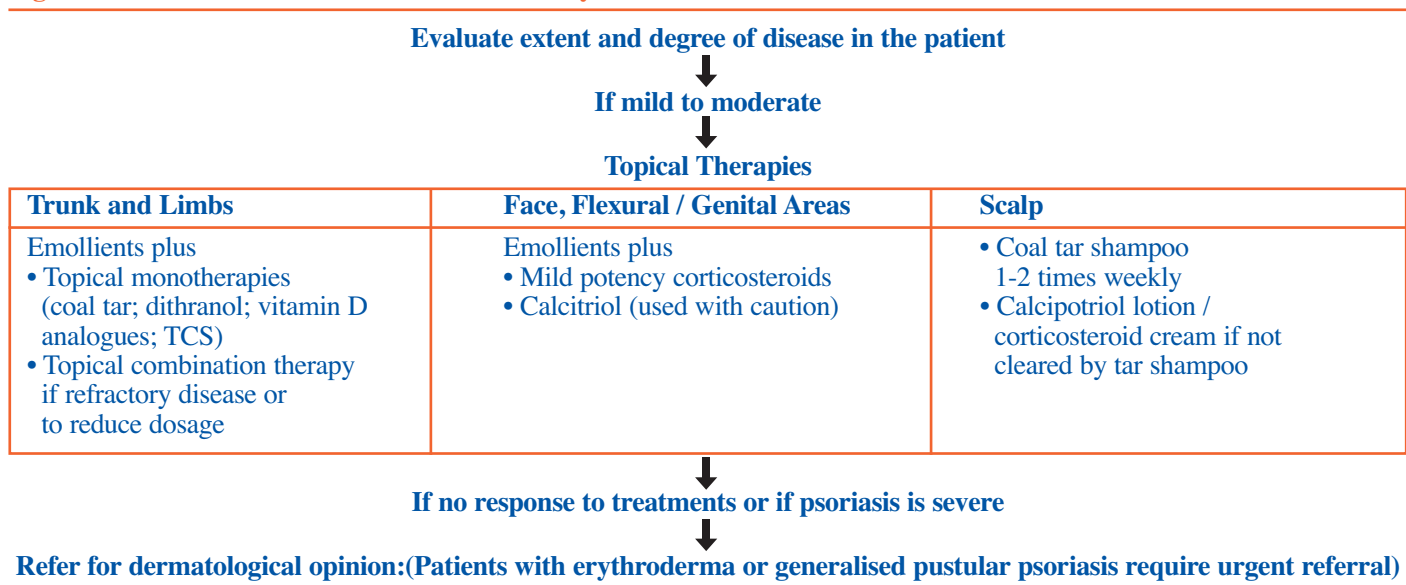 Evaluate extent and degree of disease in the patient
If mild to moderate
Topical Therapies
Trunk and Limbs
Emollients plus
• Topical monotherapies
(coal tar; dithranol; vitamin D
analogues; TCS)
• Topical combination therapy
if refractory disease or
to reduce dosage
Face, Flexural / Genital Areas
Emollients plus
• Mild potency corticosteroids
• Calcitriol (used with caution)
Scalp
• Coal tar shampoo
1-2 times weekly
• Calcipotriol lotion /
corticosteroid cream if not
cleared by tar shampoo
If no response to treatments or if psoriasis is severe
Refer for dermatological opinion:(Patients with erythroderma or generalised pustular psoriasis require urgent referral)